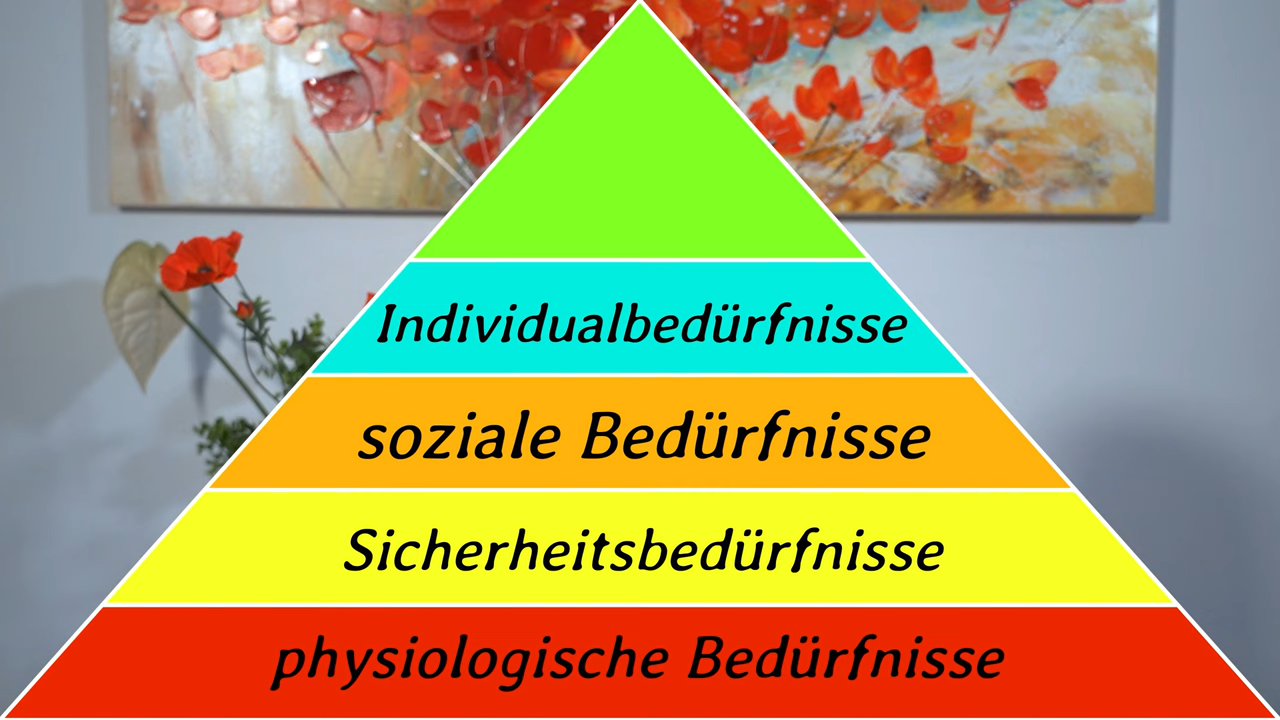 Individualbedürfnisse
soziale Bedürfnisse
Sicherheitsbedürfnisse
physiologische Bedürfnisse